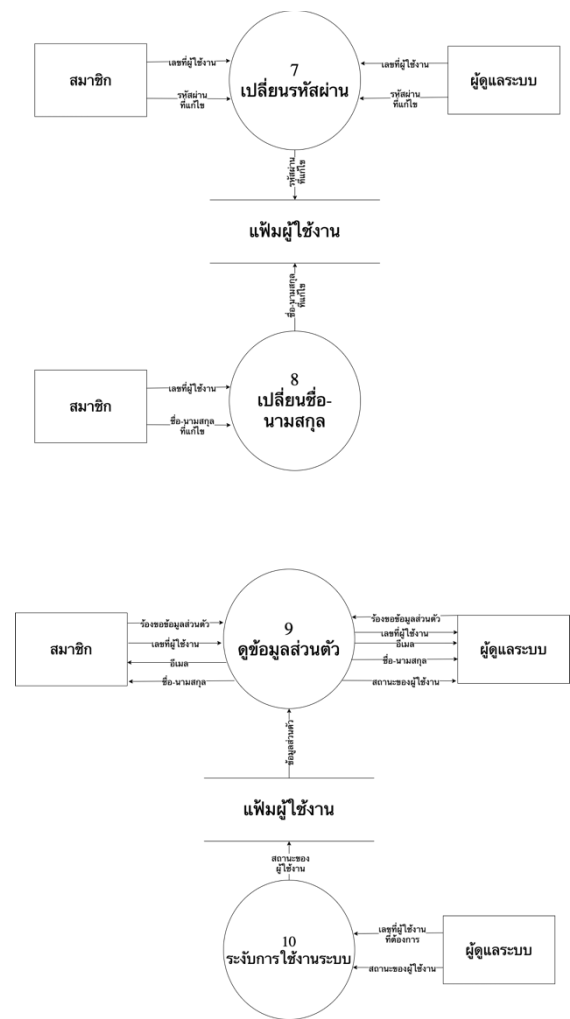 สมาชิก
เลขที่ผู้ใช้งาน
รหัสผ่าน
ที่แก้ไข
7
เปลี่ยนรหัสผ่าน
เลขที่ผู้ใช้งาน
รหัสผ่าน
ที่แก้ไข
ผู้ดูแลระบบ
รหัสผ่าน
ที่แก้ไข
แฟ้มผู้ใช้งาน
ชื่อ-นามสกุล
ที่แก้ไข
สมาชิก
เลขที่ผู้ใช้งาน
ชื่อ-นามสกุล
ที่แก้ไข
8
เปลี่ยนชื่อ-
นามสกุล
สมาชิก
ร้องขอข้อมูลส่วนตัว
เลขที่ผู้ใช้งาน
อีเมล
ชื่อ-นามสกุล
9
ดูข้อมูลส่วนตัว
ร้องขอข้อมูลส่วนตัว
เลขที่ผู้ใช้งาน
อีเมล
ชื่อ-นามสกุล
สถานะของผู้ใช้งาน
ผู้ดูแลระบบ
ข้อมูลส่วนตัว
แฟ้มผู้ใช้งาน
สถานะของ
ผู้ใช้งาน
10
ระงับการใช้งานระบบ
เลขที่ผู้ใช้งาน
ที่ต้องการ
สถานะของผู้ใช้งาน
ผู้ดูแลระบบ